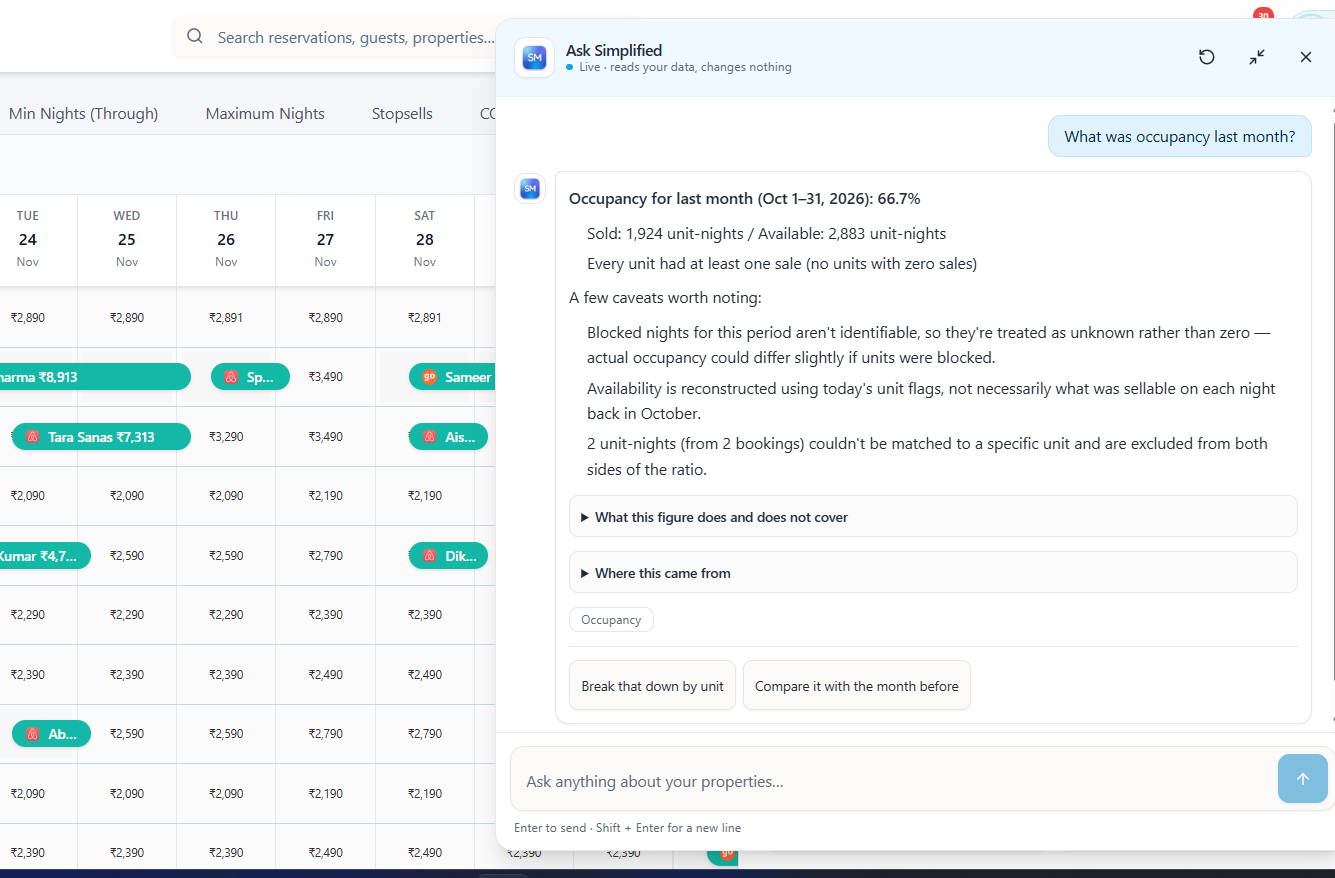 30
Search reservations, guests, properties...
SM
Ask Simplified
Live · reads your data, changes nothing
Min Nights (Through)
Maximum Nights
Stopsells
What was occupancy last month?
TUE WED THU FRI SAT
24 25 26 27 28
Nov Nov Nov Nov Nov
₹2,890 ₹2,890 ₹2,891 ₹2,890 ₹2,891
₹8,913 Sp... ₹3,490 go Sameer
Tara Sanas ₹7,313 ₹3,290 ₹3,490 Ais...
₹2,090 ₹2,090 ₹2,090 ₹2,190 ₹2,190
Kumar ₹4,7... ₹2,590 ₹2,590 ₹2,790 Dik...
₹2,290 ₹2,290 ₹2,290 ₹2,390 ₹2,390
₹2,390 ₹2,390 ₹2,390 ₹2,490 ₹2,490
Ab... ₹2,590 ₹2,590 ₹2,790 ₹2,790
₹2,090 ₹2,090 ₹2,090 ₹2,190 ₹2,190
₹2,390 ₹2,390 ₹2,390 ₹2,490 ₹2,490 ₹2,390 ₹2,390 go
SM
Occupancy for last month (Oct 1–31, 2026): 66.7%
Sold: 1,924 unit-nights / Available: 2,883 unit-nights
Every unit had at least one sale (no units with zero sales)
A few caveats worth noting:
Blocked nights for this period aren't identifiable, so they're treated as unknown rather than zero —
actual occupancy could differ slightly if units were blocked.
Availability is reconstructed using today's unit flags, not necessarily what was sellable on each night
back in October.
2 unit-nights (from 2 bookings) couldn't be matched to a specific unit and are excluded from both
sides of the ratio.
What this figure does and does not cover
Where this came from
Occupancy
Break that down by unit
Compare it with the month before
Ask anything about your properties...
Enter to send · Shift + Enter for a new line